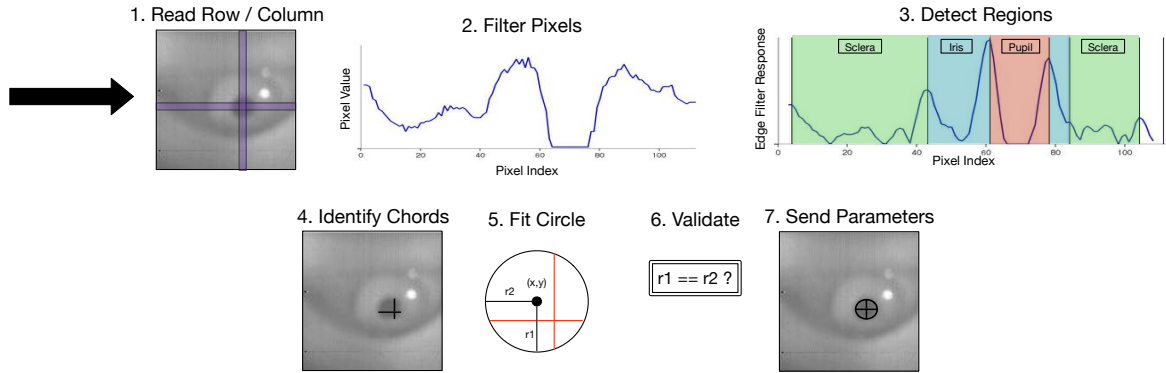 1. Read Row / Column
2. Filter Pixels
Pixel Value
0 20 40 60 80 100
Pixel Index
3. Detect Regions
Edge Filter Response
Sclera Iris Pupil Sclera
0 20 40 60 80 100
Pixel Index
4. Identify Chords
5. Fit Circle
(x,y)
r2
r1
6. Validate
r1 == r2 ?
7. Send Parameters